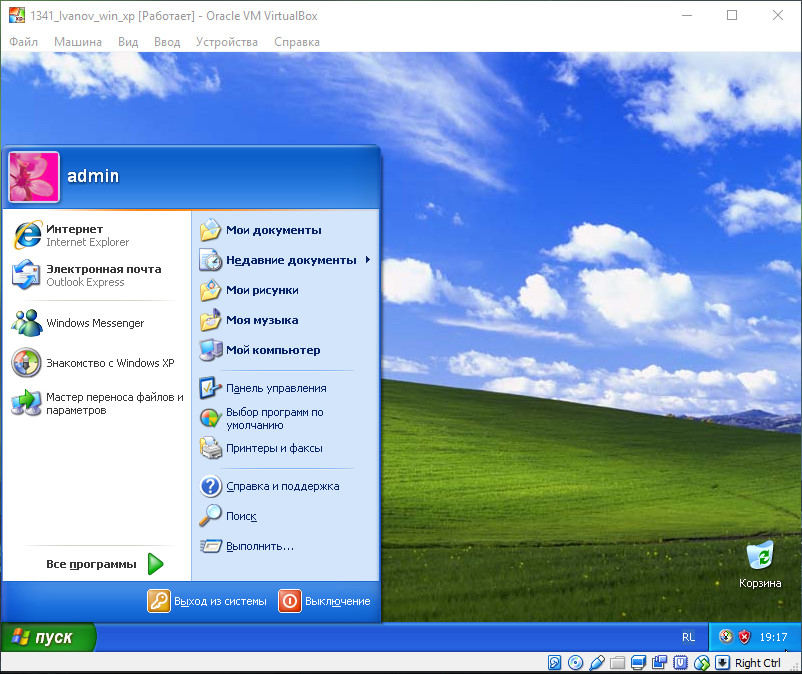 1341_Ivanov_win_xp [Работает] - Oracle VM VirtualBox
Файл Машина Вид Ввод Устройства Справка
admin
Интернет
Internet Explorer
Электронная почта
Outlook Express
Windows Messenger
Знакомство с Windows XP
Мастер переноса файлов и
параметров
Все программы
Мои документы
Недавние документы
Мои рисунки
Моя музыка
Мой компьютер
Панель управления
Выбор программ по
умолчанию
Принтеры и факсы
Справка и поддержка
Поиск
Выполнить...
Выход из системы Выключение
Корзина
пуск RL 19:17
Right Ctrl